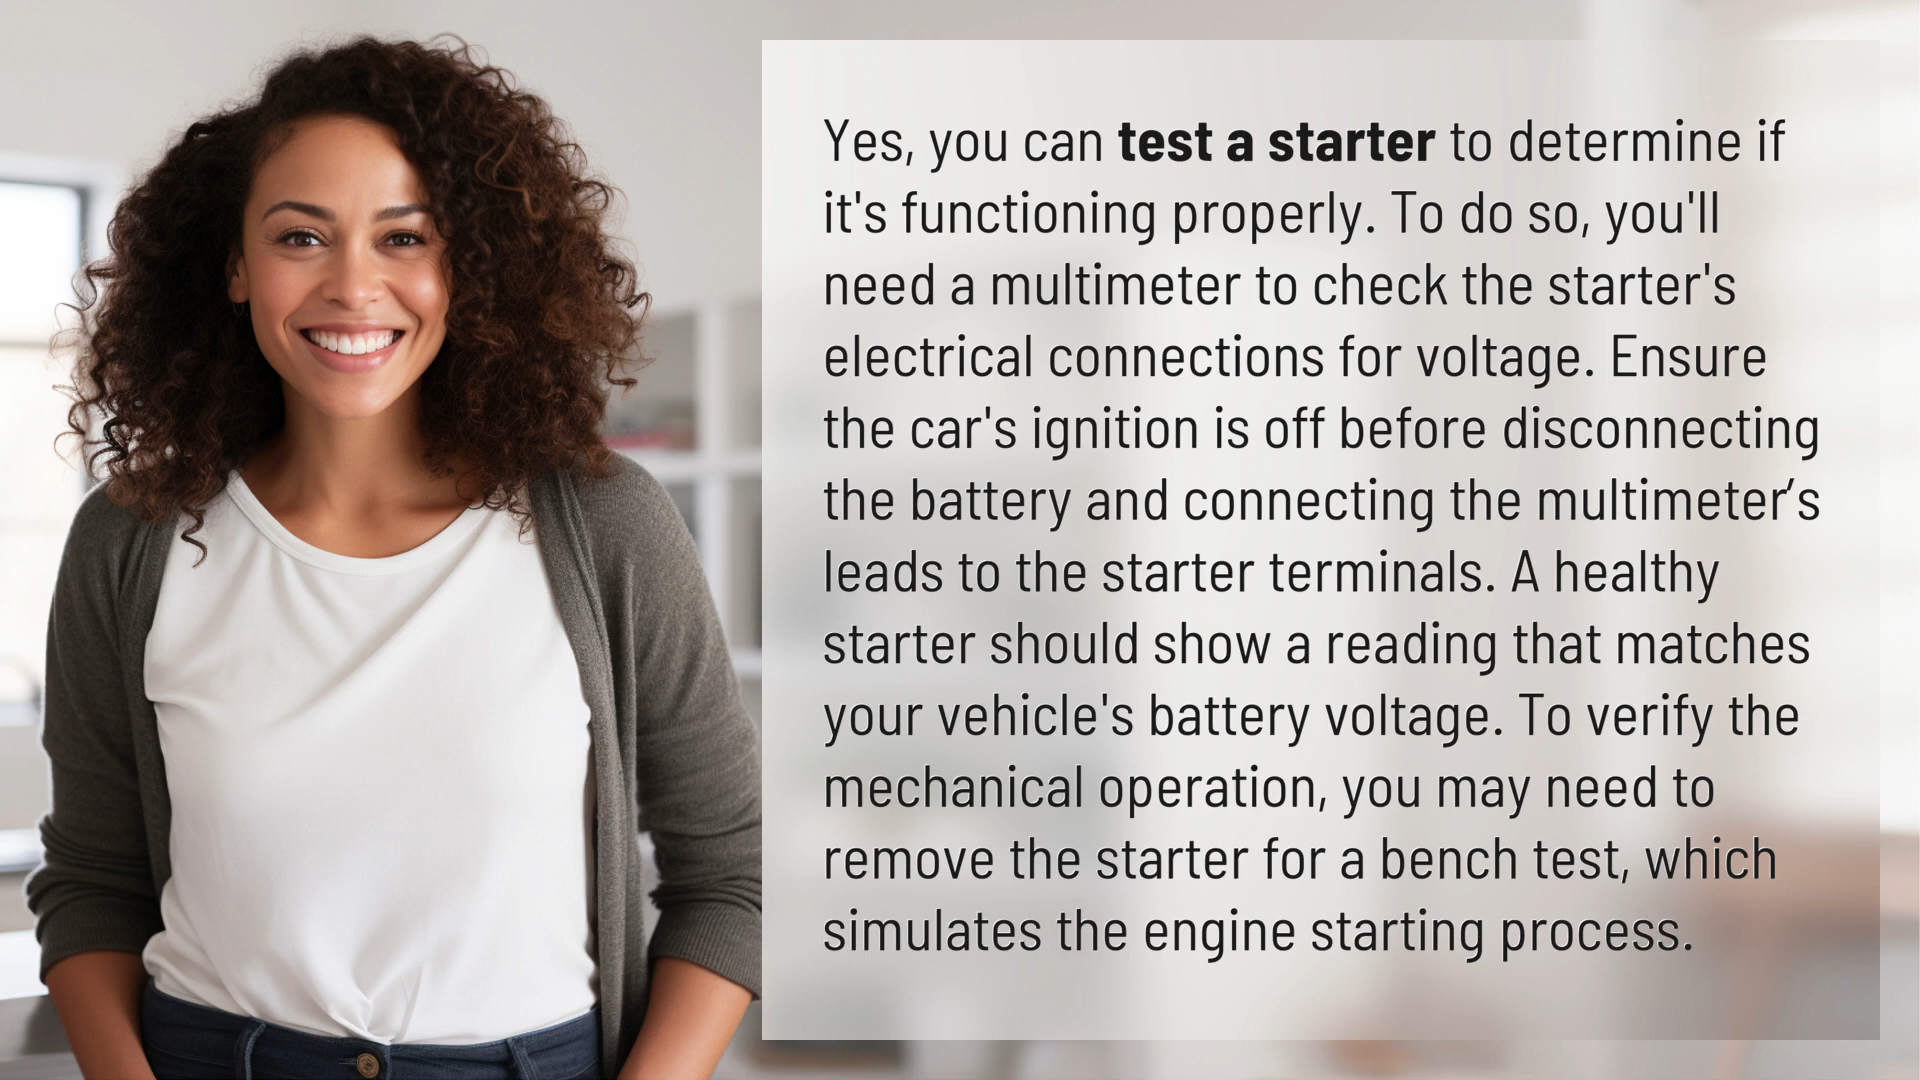 Yes, you can test a starter to determine if
it's functioning properly. To do so, you'll
need a multimeter to check the starter's
electrical connections for voltage. Ensure
the car's ignition is off before disconnecting
the battery and connecting the multimeter’s
leads to the starter terminals. A healthy
starter should show a reading that matches
your vehicle's battery voltage. To verify the
mechanical operation, you may need to
remove the starter for a bench test, which
simulates the engine starting process.